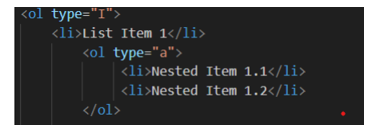 <ol type="I">
<li>List Item 1</li>
<ol type="a">
<li>Nested Item 1.1</li>
<li>Nested Item 1.2</li>
</ol>